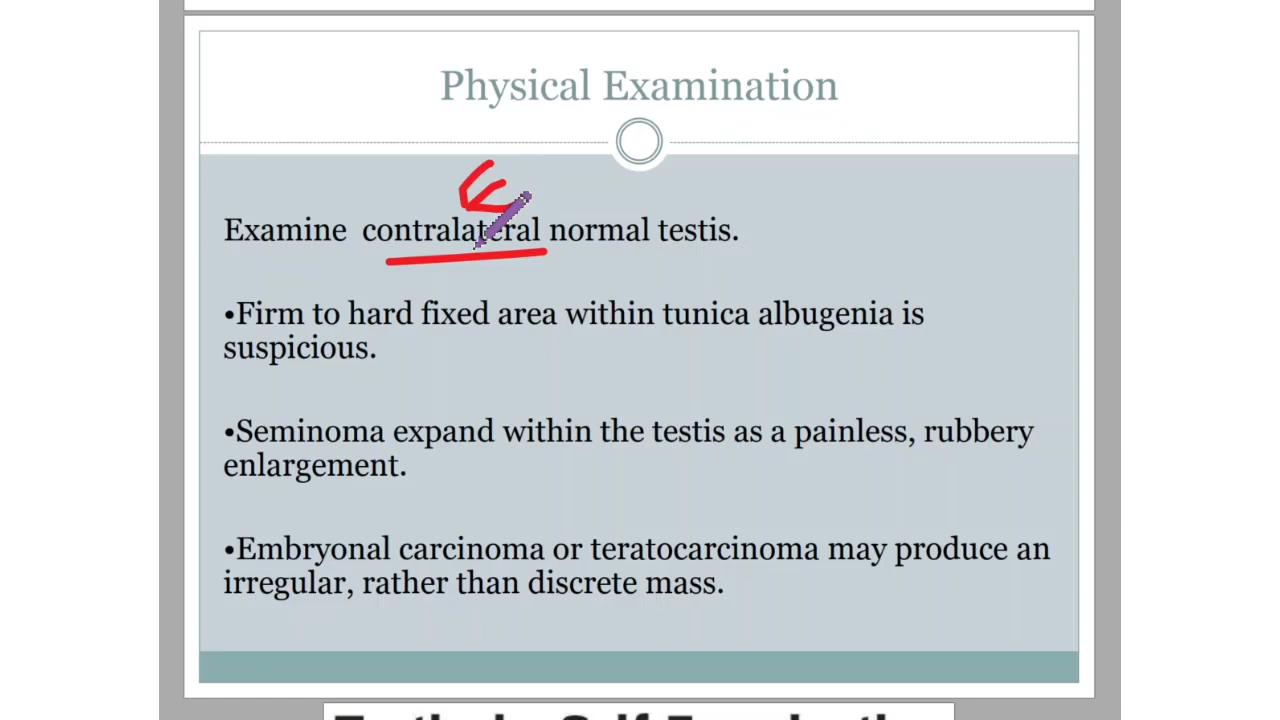 Physical Examination
Examine contralateral normal testis.
•Firm to hard fixed area within tunica albugenia is
suspicious.
•Seminoma expand within the testis as a painless, rubbery
enlargement.
•Embryonal carcinoma or teratocarcinoma may produce an
irregular, rather than discrete mass.